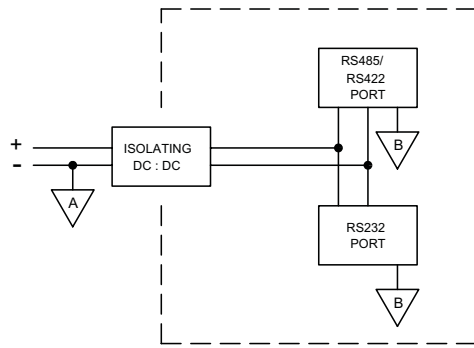 RS485/
RS422
PORT
B
+
-
ISOLATING
DC : DC
A
RS232
PORT
B